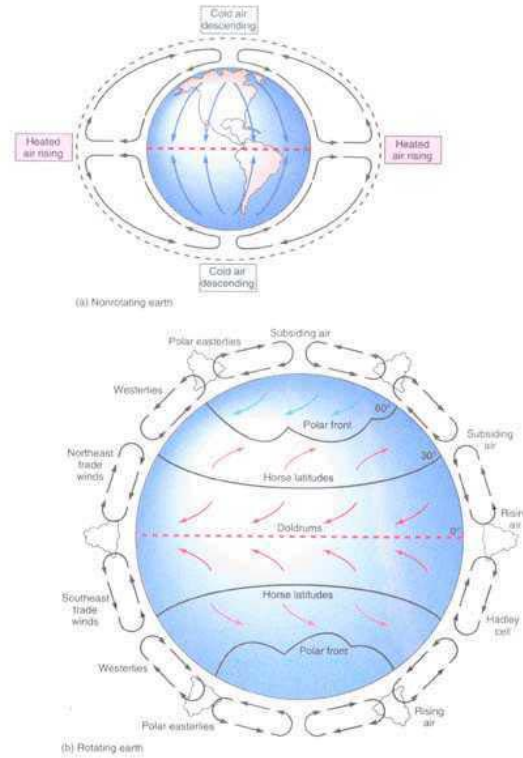 Cold air
descending
Heated
air rising
Heated
air rising
Cold air
descending
(a) Nonrotating earth
Subsiding air
Polar easterlies
Westerlies
60°
Polar front
Subsiding
air
Northeast
trade
winds
30°
Horse latitudes
Rising
air
Doldrums
0°
Southeast
trade
winds
Horse latitudes
Hadley
cell
Westerlies
Polar front
Rising
air
Polar easterlies
(b) Rotating earth